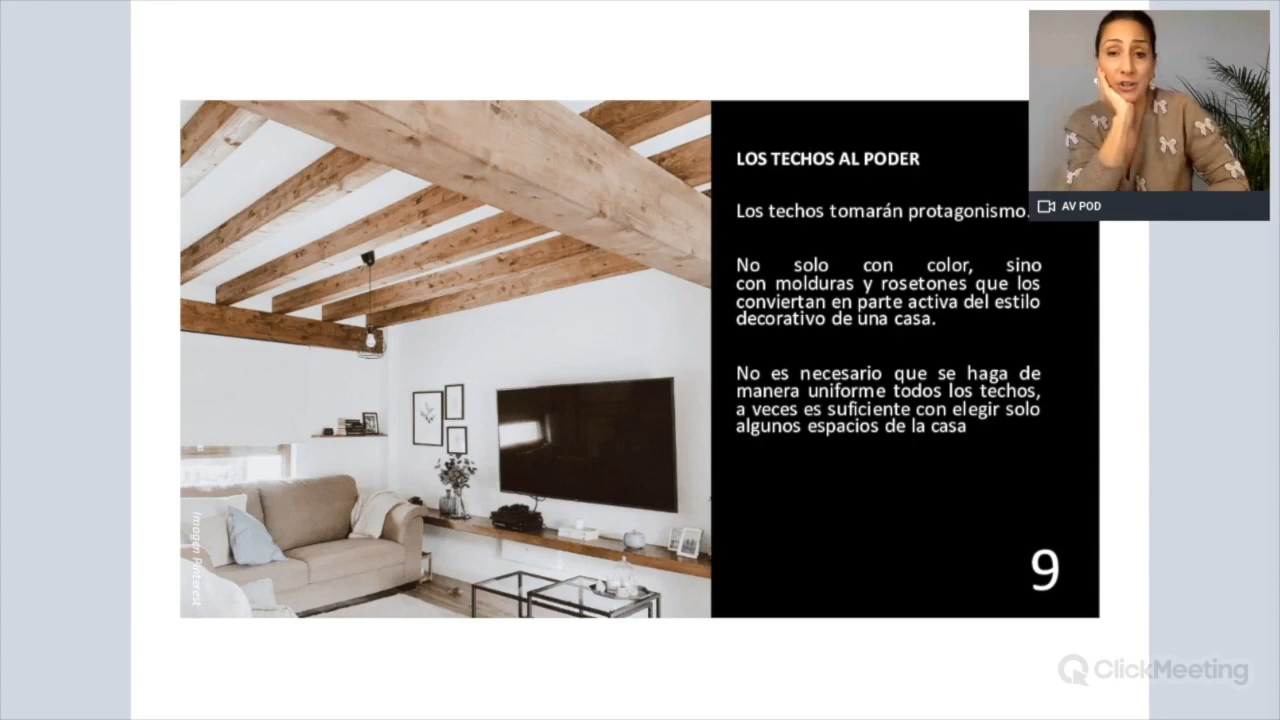 LOS TECHOS AL PODER
Los techos tomarán protagonismo.
No solo con color, sino
con molduras y rosetones que los
conviertan en parte activa del estilo
decorativo de una casa.
No es necesario que se haga de
manera uniforme todos los techos,
a veces es suficiente con elegir solo
algunos espacios de la casa
9
Imagen Pinterest
AV POD
ClickMeeting